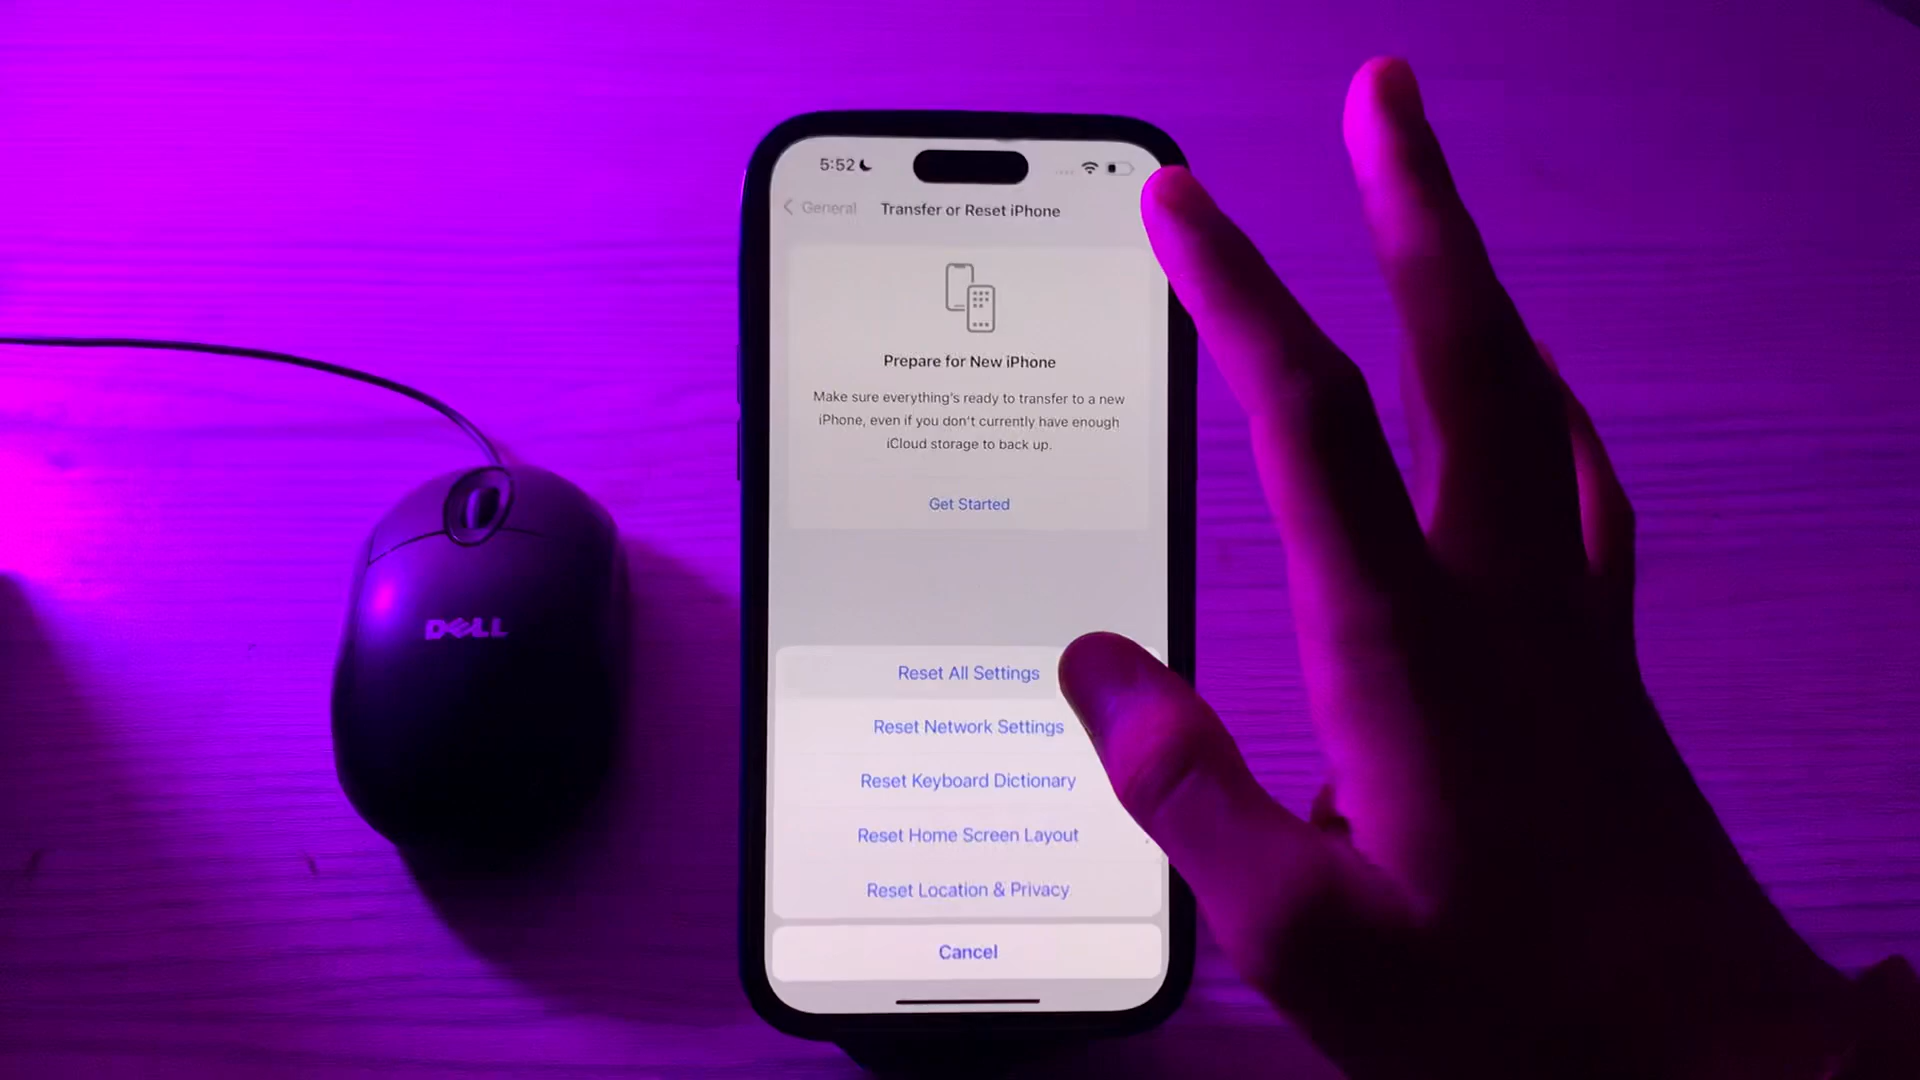 5:52
General
Transfer or Reset iPhone
Prepare for New iPhone
Make sure everything's ready to transfer to a new
iPhone, even if you don't currently have enough
iCloud storage to back up.
Get Started
DELL
Reset All Settings
Reset Network Settings
Reset Keyboard Dictionary
Reset Home Screen Layout
Reset Location & Privacy
Cancel